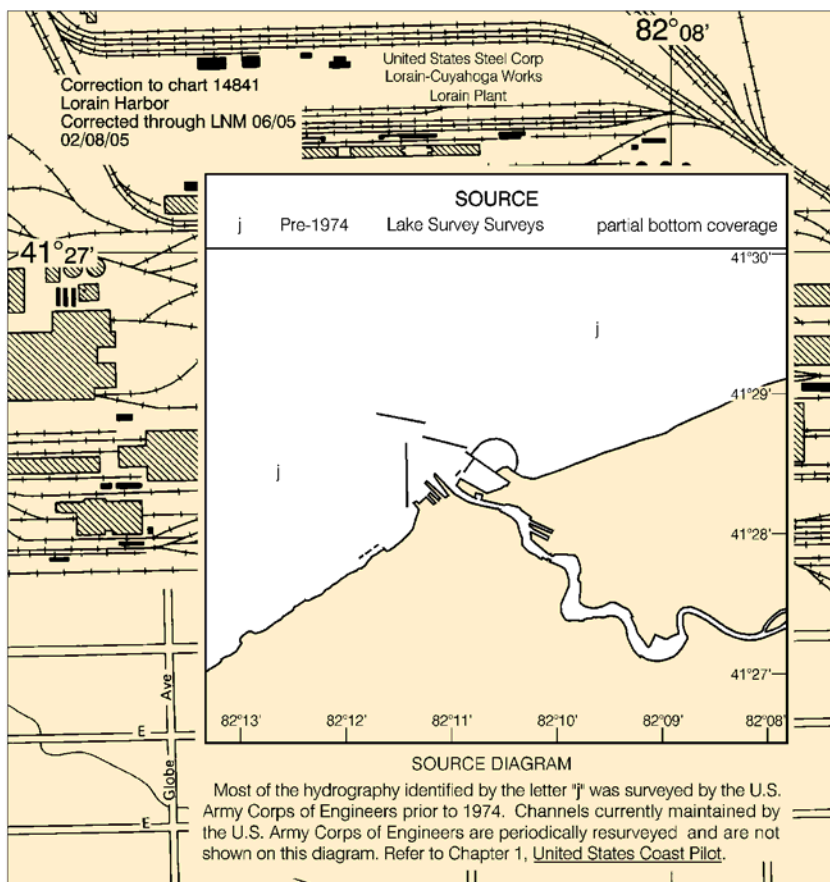 82°08'
United States Steel Corp
Lorain-Cuyahoga Works
Lorain Plant
Correction to chart 14841
Lorain Harbor
Corrected through LNM 06/05
02/08/05
41°27'
SOURCE
j Pre-1974 Lake Survey Surveys partial bottom coverage
41°30'
j
41°29'
j
41°28'
41°27'
82°13' 82°12' 82°11' 82°10' 82°09' 82°08'
Globe Ave
E
E
SOURCE DIAGRAM
Most of the hydrography identified by the letter "j" was surveyed by the U.S.
Army Corps of Engineers prior to 1974. Channels currently maintained by
the U.S. Army Corps of Engineers are periodically resurveyed and are not
shown on this diagram. Refer to Chapter 1, United States Coast Pilot.